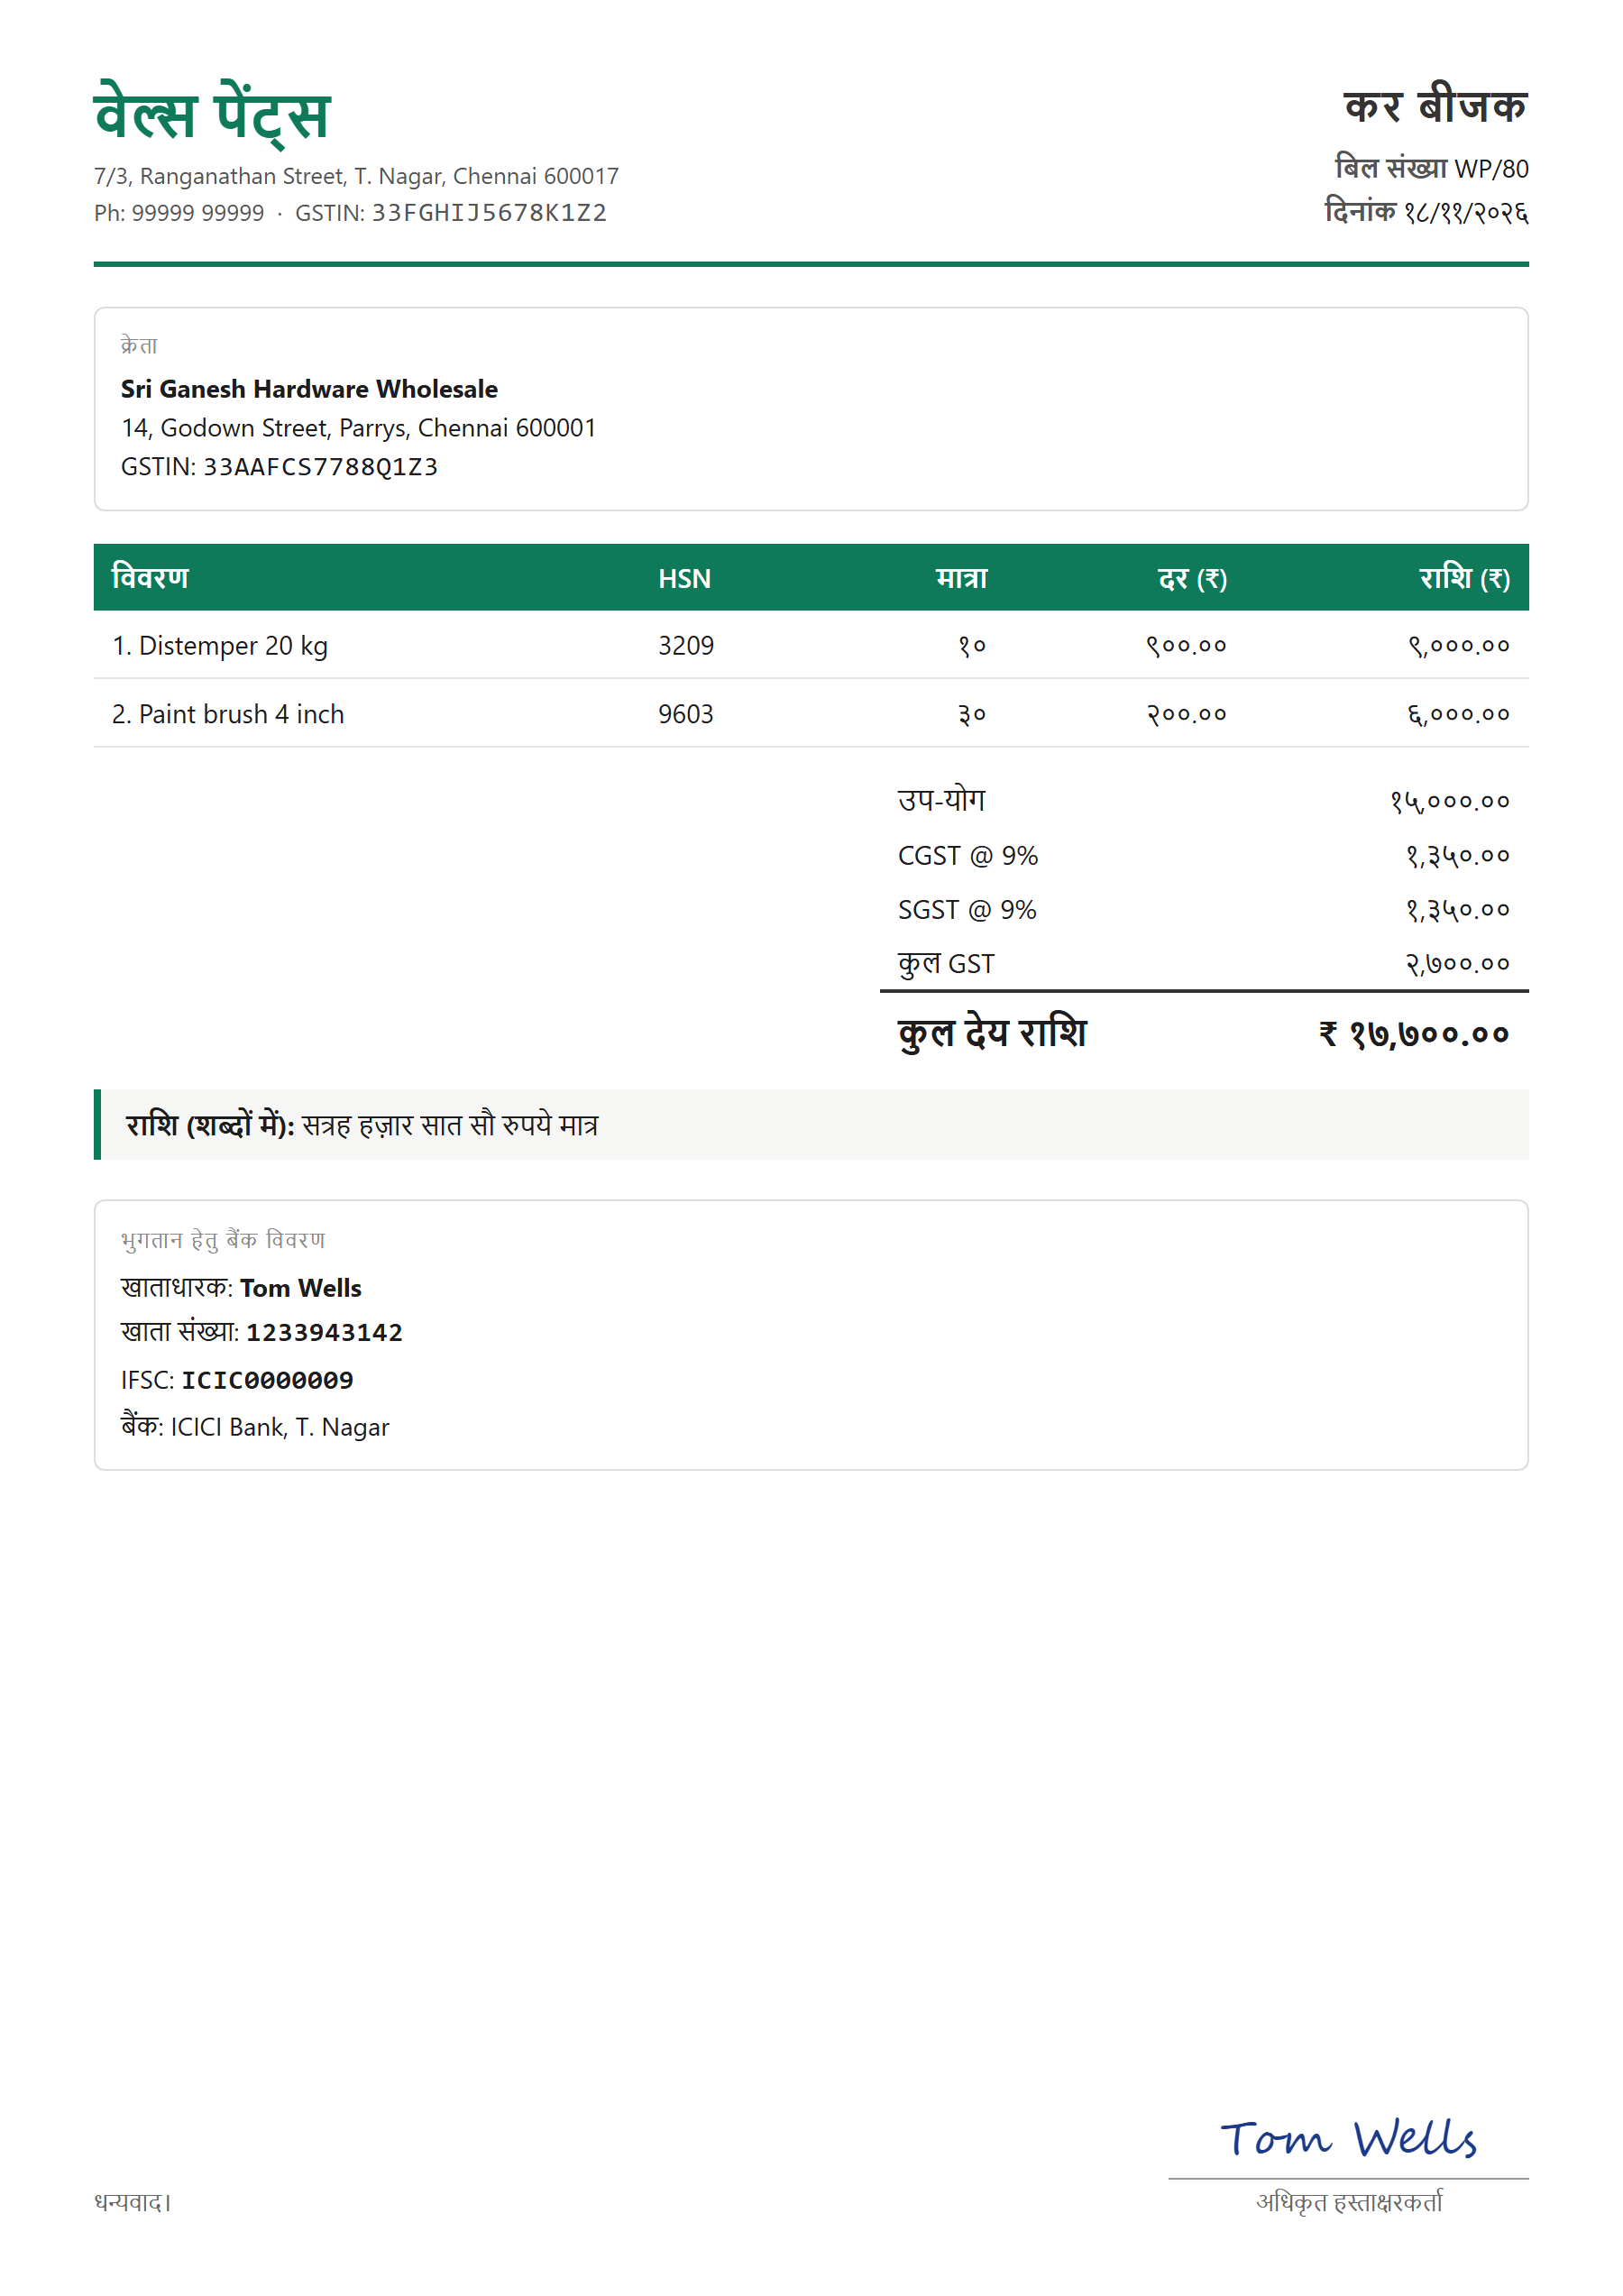 वेल्स पेंट्स
7/3, Ranganathan Street, T. Nagar, Chennai 600017
Ph: 99999 99999 · GSTIN: 33FGHIJ5678K1Z2
कर बीजक
बिल संख्या WP/80
दिनांक १८/११/२०२६
क्रेता
Sri Ganesh Hardware Wholesale
14, Godown Street, Parrys, Chennai 600001
GSTIN: 33AAFCS7788Q1Z3
विवरण HSN मात्रा दर (₹) राशि (₹)
1. Distemper 20 kg 3209 १० ९००.०० ९,०००.००
2. Paint brush 4 inch 9603 ३० २००.०० ६,०००.००
उप-योग १५,०००.००
CGST @ 9% १,३५०.००
SGST @ 9% १,३५०.००
कुल GST २,७००.००
कुल देय राशि ₹ १७,७००.००
राशि (शब्दों में): सत्रह हज़ार सात सौ रुपये मात्र
भुगतान हेतु बैंक विवरण
खाताधारक: Tom Wells
खाता संख्या: 1233943142
IFSC: ICIC0000009
बैंक: ICICI Bank, T. Nagar
Tom Wells
धन्यवाद।
अधिकृत हस्ताक्षरकर्ता